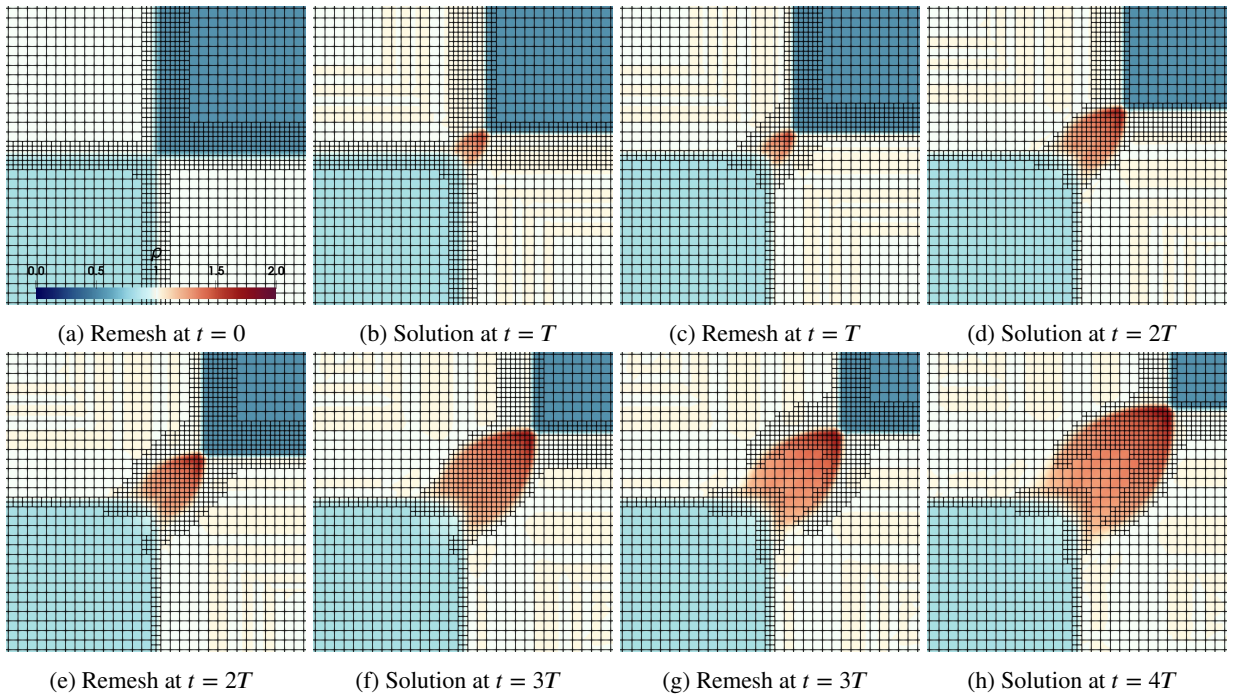 ρ
0.0 0.5 1 1.5 2.0
(a) Remesh at t = 0
(b) Solution at t = T
(c) Remesh at t = T
(d) Solution at t = 2T
(e) Remesh at t = 2T
(f) Solution at t = 3T
(g) Remesh at t = 3T
(h) Solution at t = 4T